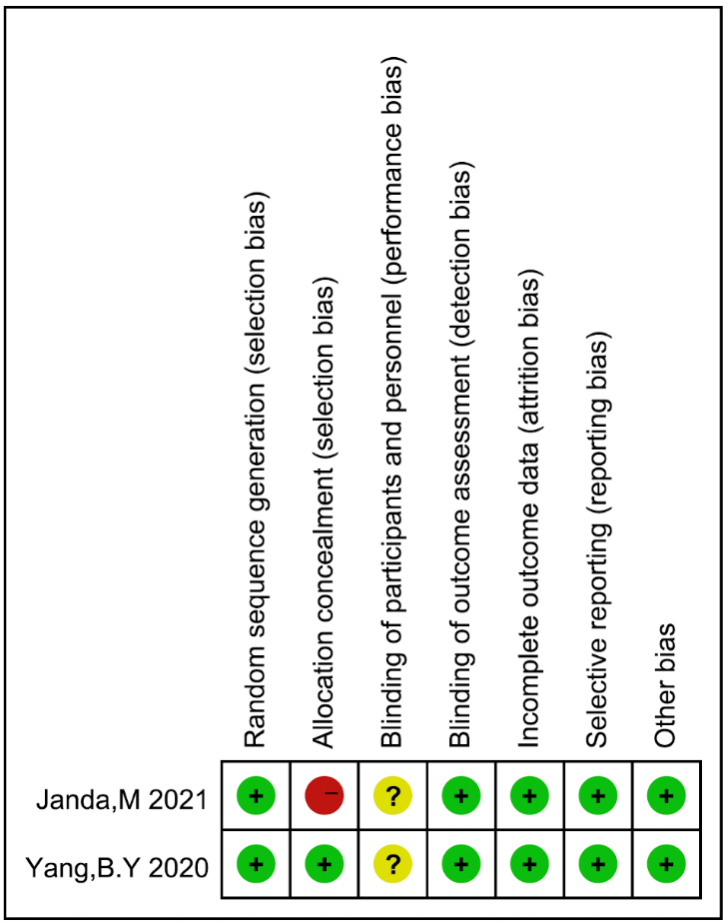 Random sequence generation (selection bias)
Allocation concealment (selection bias)
Blinding of participants and personnel (performance bias)
Blinding of outcome assessment (detection bias)
Incomplete outcome data (attrition bias)
Selective reporting (reporting bias)
Other bias
Janda,M 2021 + – ? + + + +
Yang,B.Y 2020 + + ? + + + +